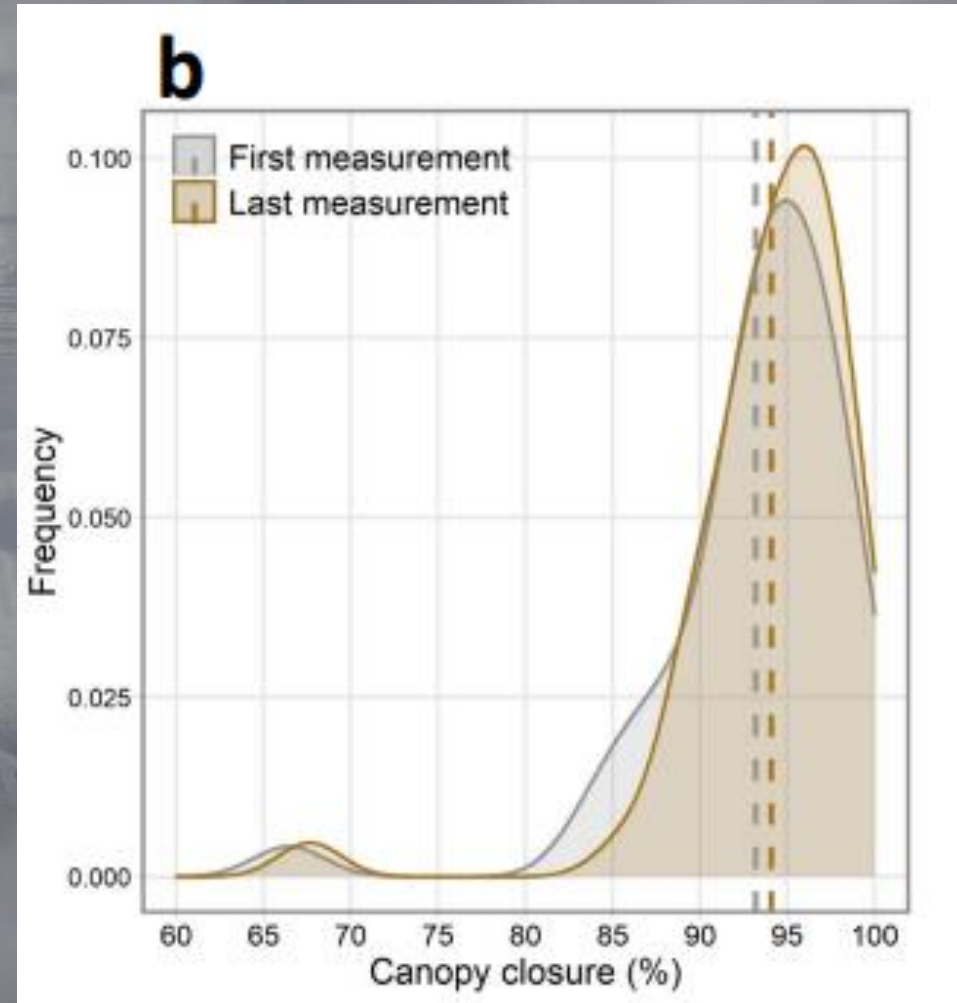 b
First measurement
Last measurement
0.100
0.075
0.050
0.025
0.000
Frequency
60 65 70 75 80 85 90 95 100
Canopy closure (%)